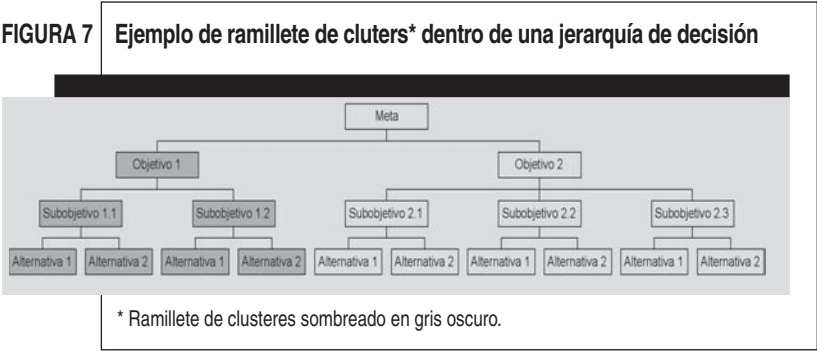 FIGURA 7 Ejemplo de ramillete de cluters* dentro de una jerarquía de decisión
Meta
Objetivo 1 Objetivo 2
Subobjetivo 1.1 Subobjetivo 1.2 Subobjetivo 2.1 Subobjetivo 2.2 Subobjetivo 2.3
Alternativa 1 Alternativa 2 Alternativa 1 Alternativa 2 Alternativa 1 Alternativa 2 Alternativa 1 Alternativa 2 Alternativa 1 Alternativa 2
* Ramillete de clusteres sombreado en gris oscuro.